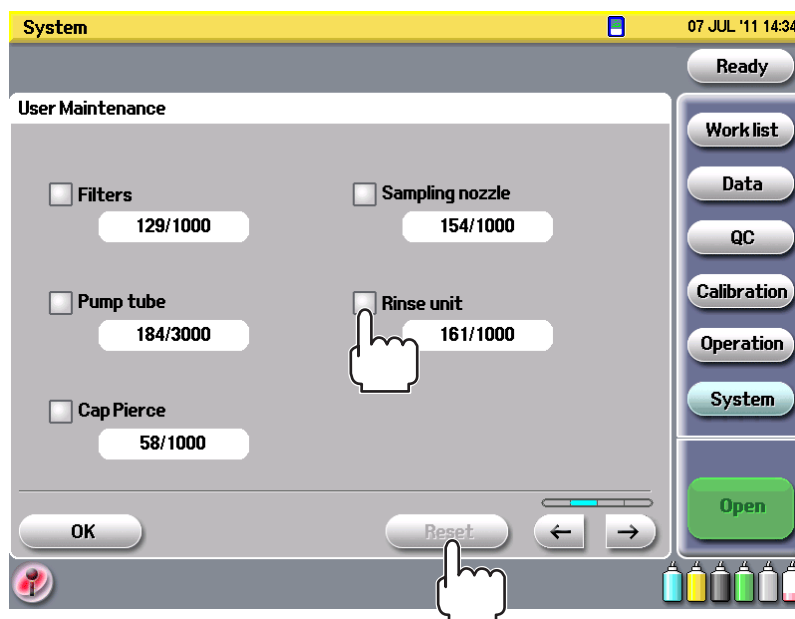 System
07 JUL '11 14:34
Ready
User Maintenance
Work list
Filters
Sampling nozzle
Data
129/1000
154/1000
QC
Pump tube
Rinse unit
Calibration
184/3000
161/1000
Operation
Cap Pierce
System
58/1000
OK
Reset
Open